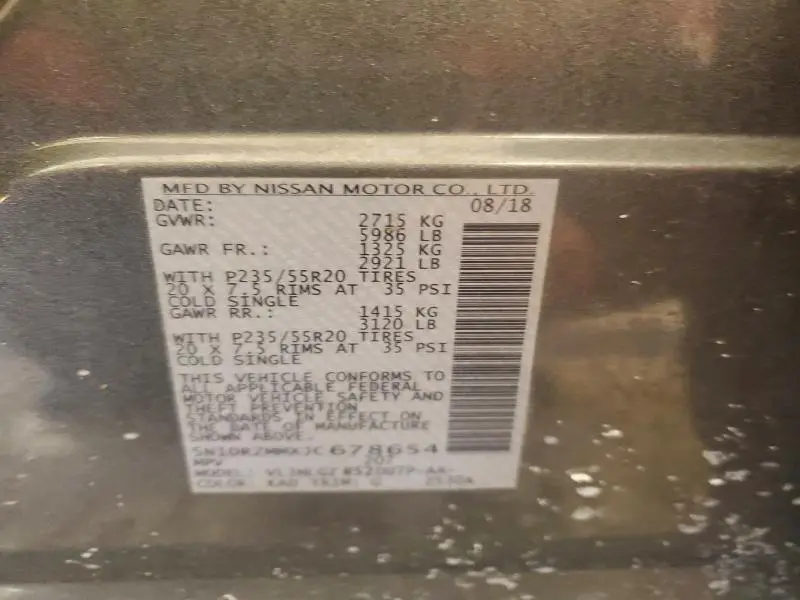 MFD BY NISSAN MOTOR CO., LTD.
DATE: 08/18
GVWR: 2715 KG
5986 LB
GAWR FR.: 1325 KG
2921 LB
WITH P235/55R20 TIRES
20 X 7.5 RIMS AT 35 PSI
COLD SINGLE
GAWR RR.: 1415 KG
3120 LB
WITH P235/55R20 TIRES
20 X 7.5 RIMS AT 35 PSI
COLD SINGLE
THIS VEHICLE CONFORMS TO
ALL APPLICABLE FEDERAL
MOTOR VEHICLE SAFETY AND
THEFT PREVENTION
STANDARDS IN EFFECT ON
THE DATE OF MANUFACTURE
SHOWN ABOVE.
678654
MPV
MODEL:
COLOR: KAD TRIM: G